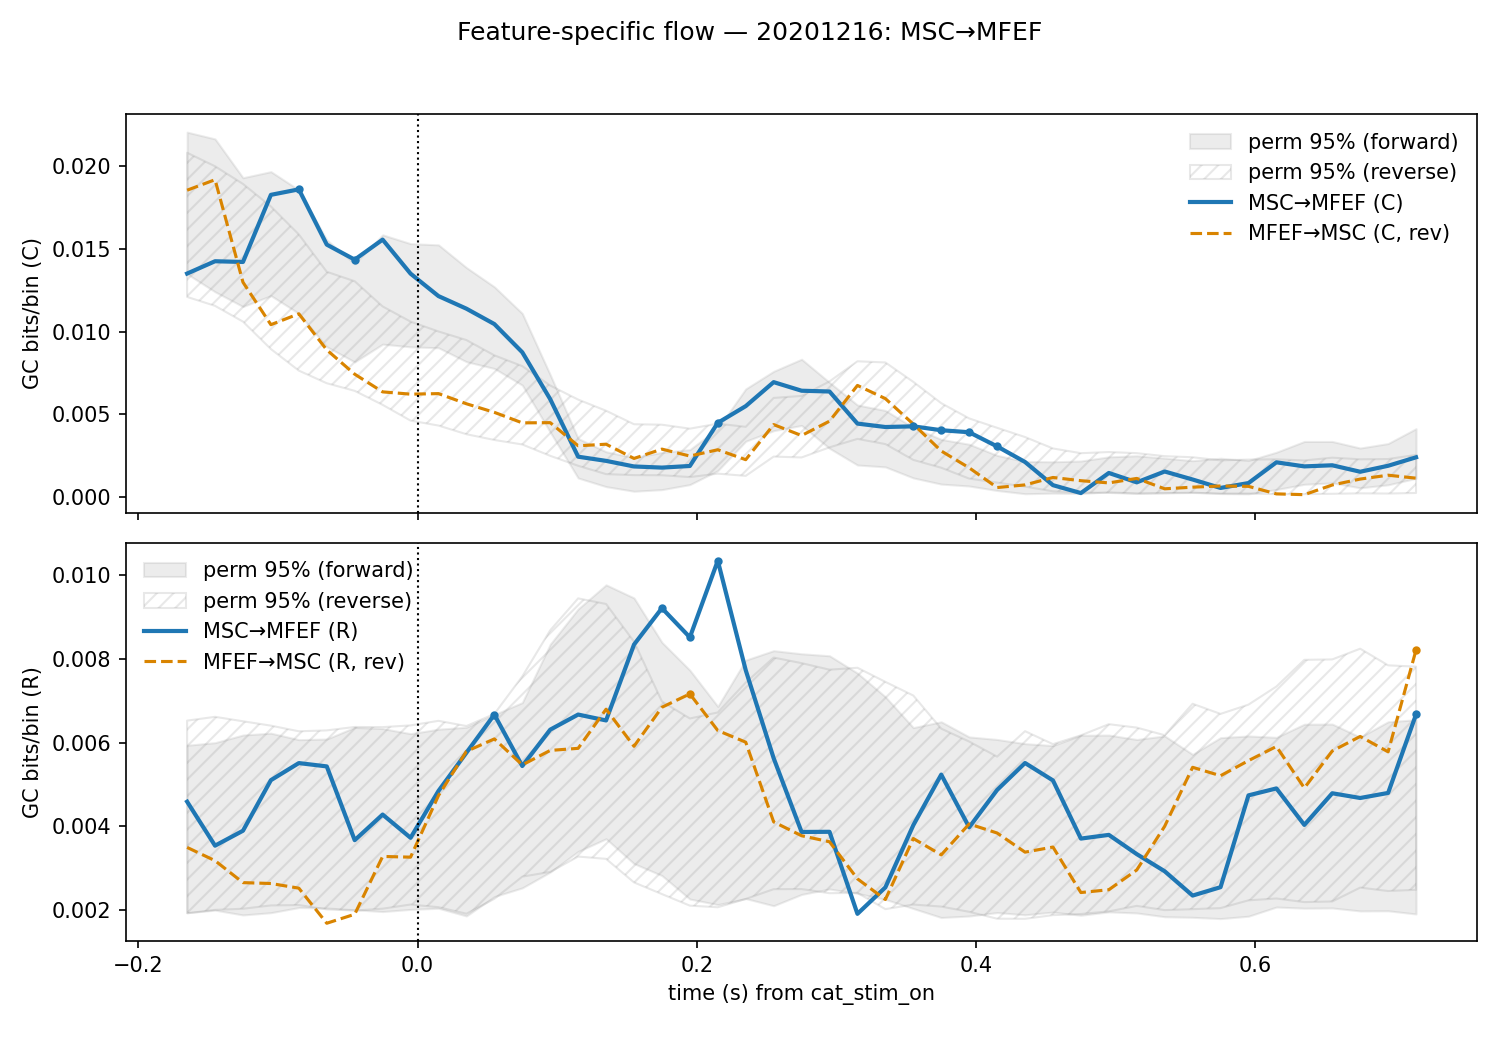 Feature-specific flow — 20201216: MSC→MFEF
GC bits/bin (C)
0.020
0.015
0.010
0.005
0.000
perm 95% (forward)
perm 95% (reverse)
MSC→MFEF (C)
MFEF→MSC (C, rev)
GC bits/bin (R)
0.010
0.008
0.006
0.004
0.002
perm 95% (forward)
perm 95% (reverse)
MSC→MFEF (R)
MFEF→MSC (R, rev)
−0.2 0.0 0.2 0.4 0.6
time (s) from cat_stim_on